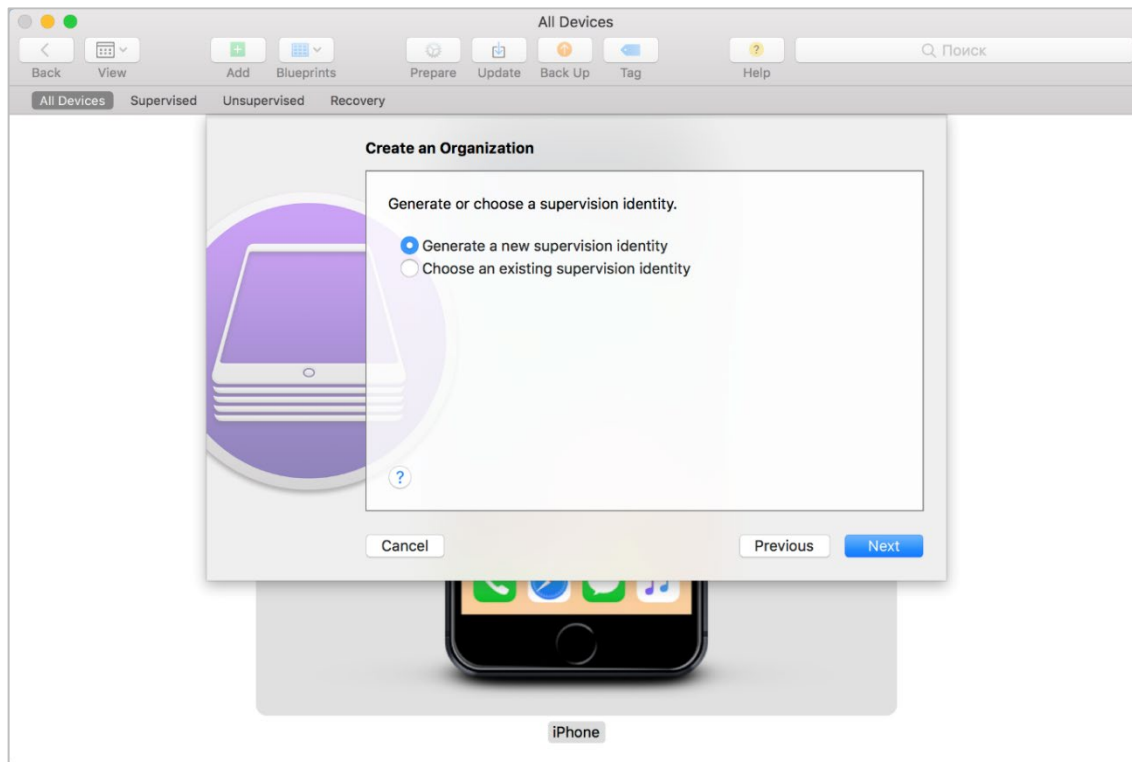 All Devices
Back View Add Blueprints Prepare Update Back Up Tag ? Help Поиск
All Devices Supervised Unsupervised Recovery
Create an Organization
Generate or choose a supervision identity.
Generate a new supervision identity
Choose an existing supervision identity
?
Cancel Previous Next
iPhone